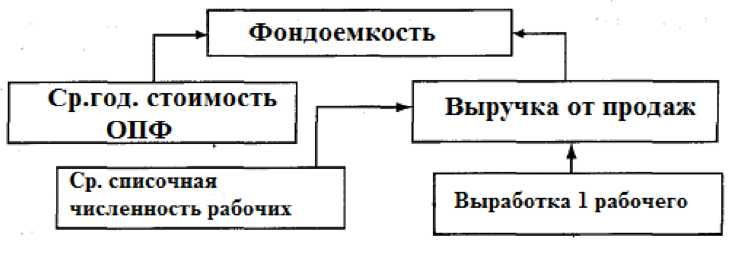 Фондоемкость
Ср.год. стоимость
ОПФ
Выручка от продаж
Ср. списочная
численность рабочих
Выработка 1 рабочего